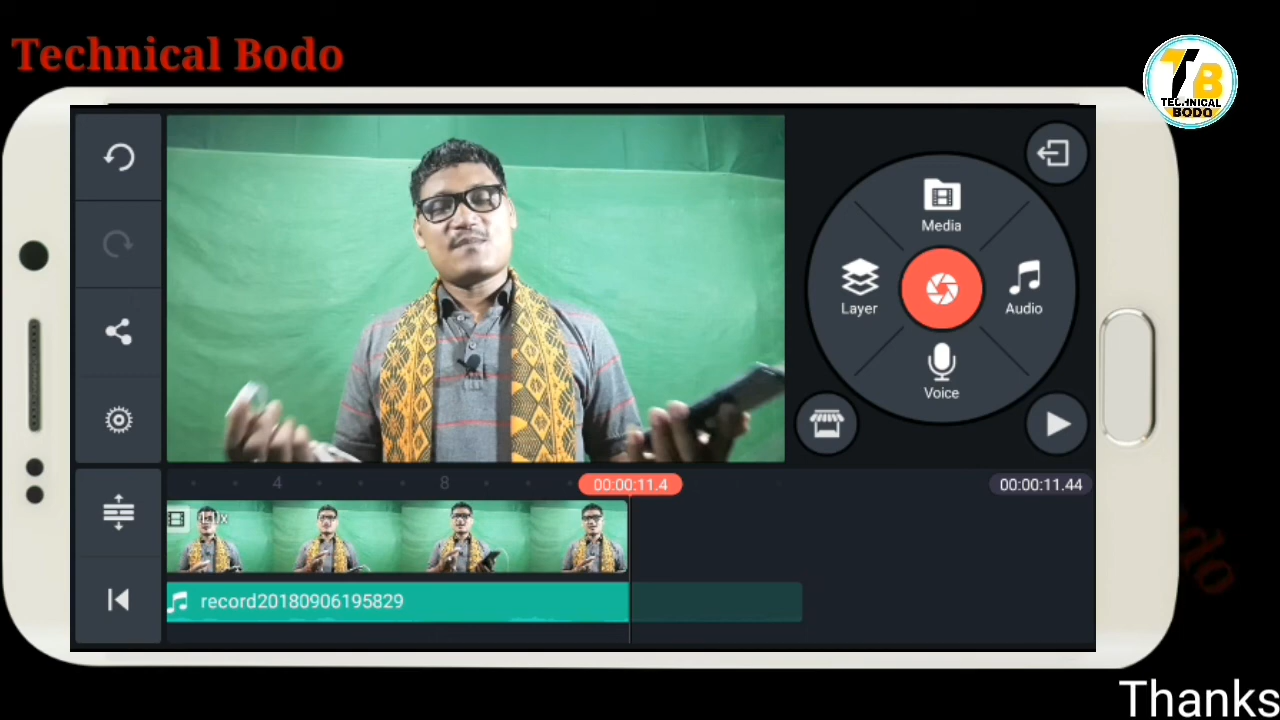 Technical Bodo
TB
TECHNICAL
BODO
Media
Layer
Audio
Voice
4
8
00:00:11.4
00:00:11.44
record20180906195829
Thanks